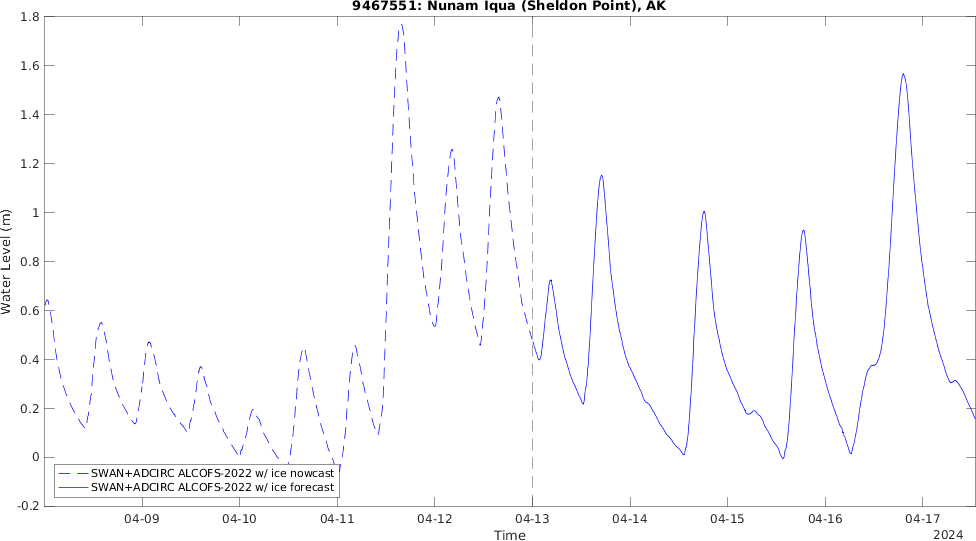 9467551: Nunam Iqua (Sheldon Point), AK
1.8
1.6
1.4
1.2
1
0.8
0.6
0.4
0.2
0
-0.2
Water Level (m)
SWAN+ADCIRC ALCOFS-2022 w/ ice nowcast
SWAN+ADCIRC ALCOFS-2022 w/ ice forecast
04-09 04-10 04-11 04-12 04-13 04-14 04-15 04-16 04-17
Time
2024